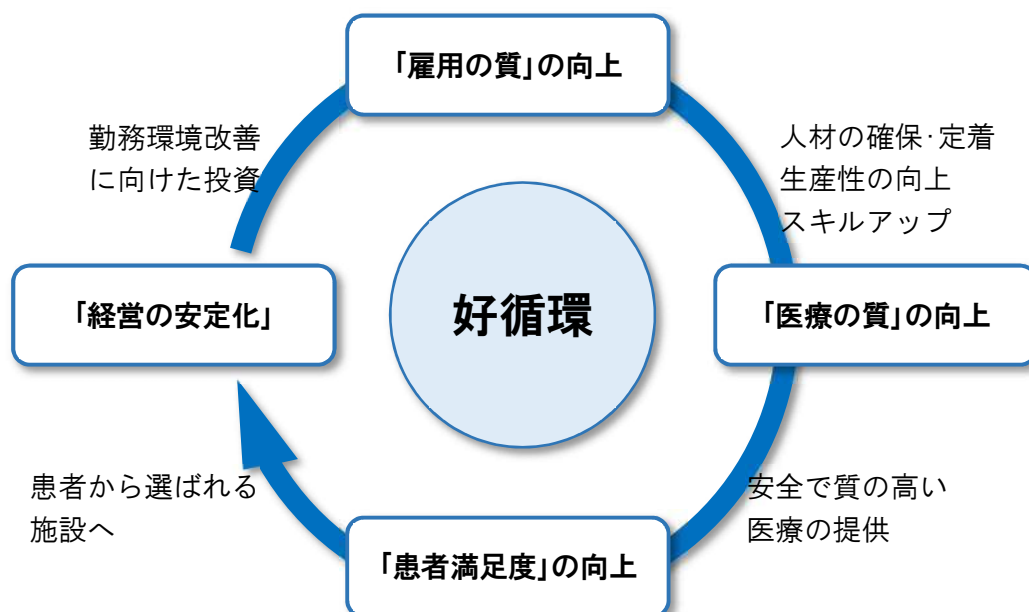 「雇用の質」の向上
勤務環境改善
に向けた投資
人材の確保･定着
生産性の向上
スキルアップ
「経営の安定化」
好循環
「医療の質」の向上
患者から選ばれる
施設へ
安全で質の高い
医療の提供
「患者満足度」の向上